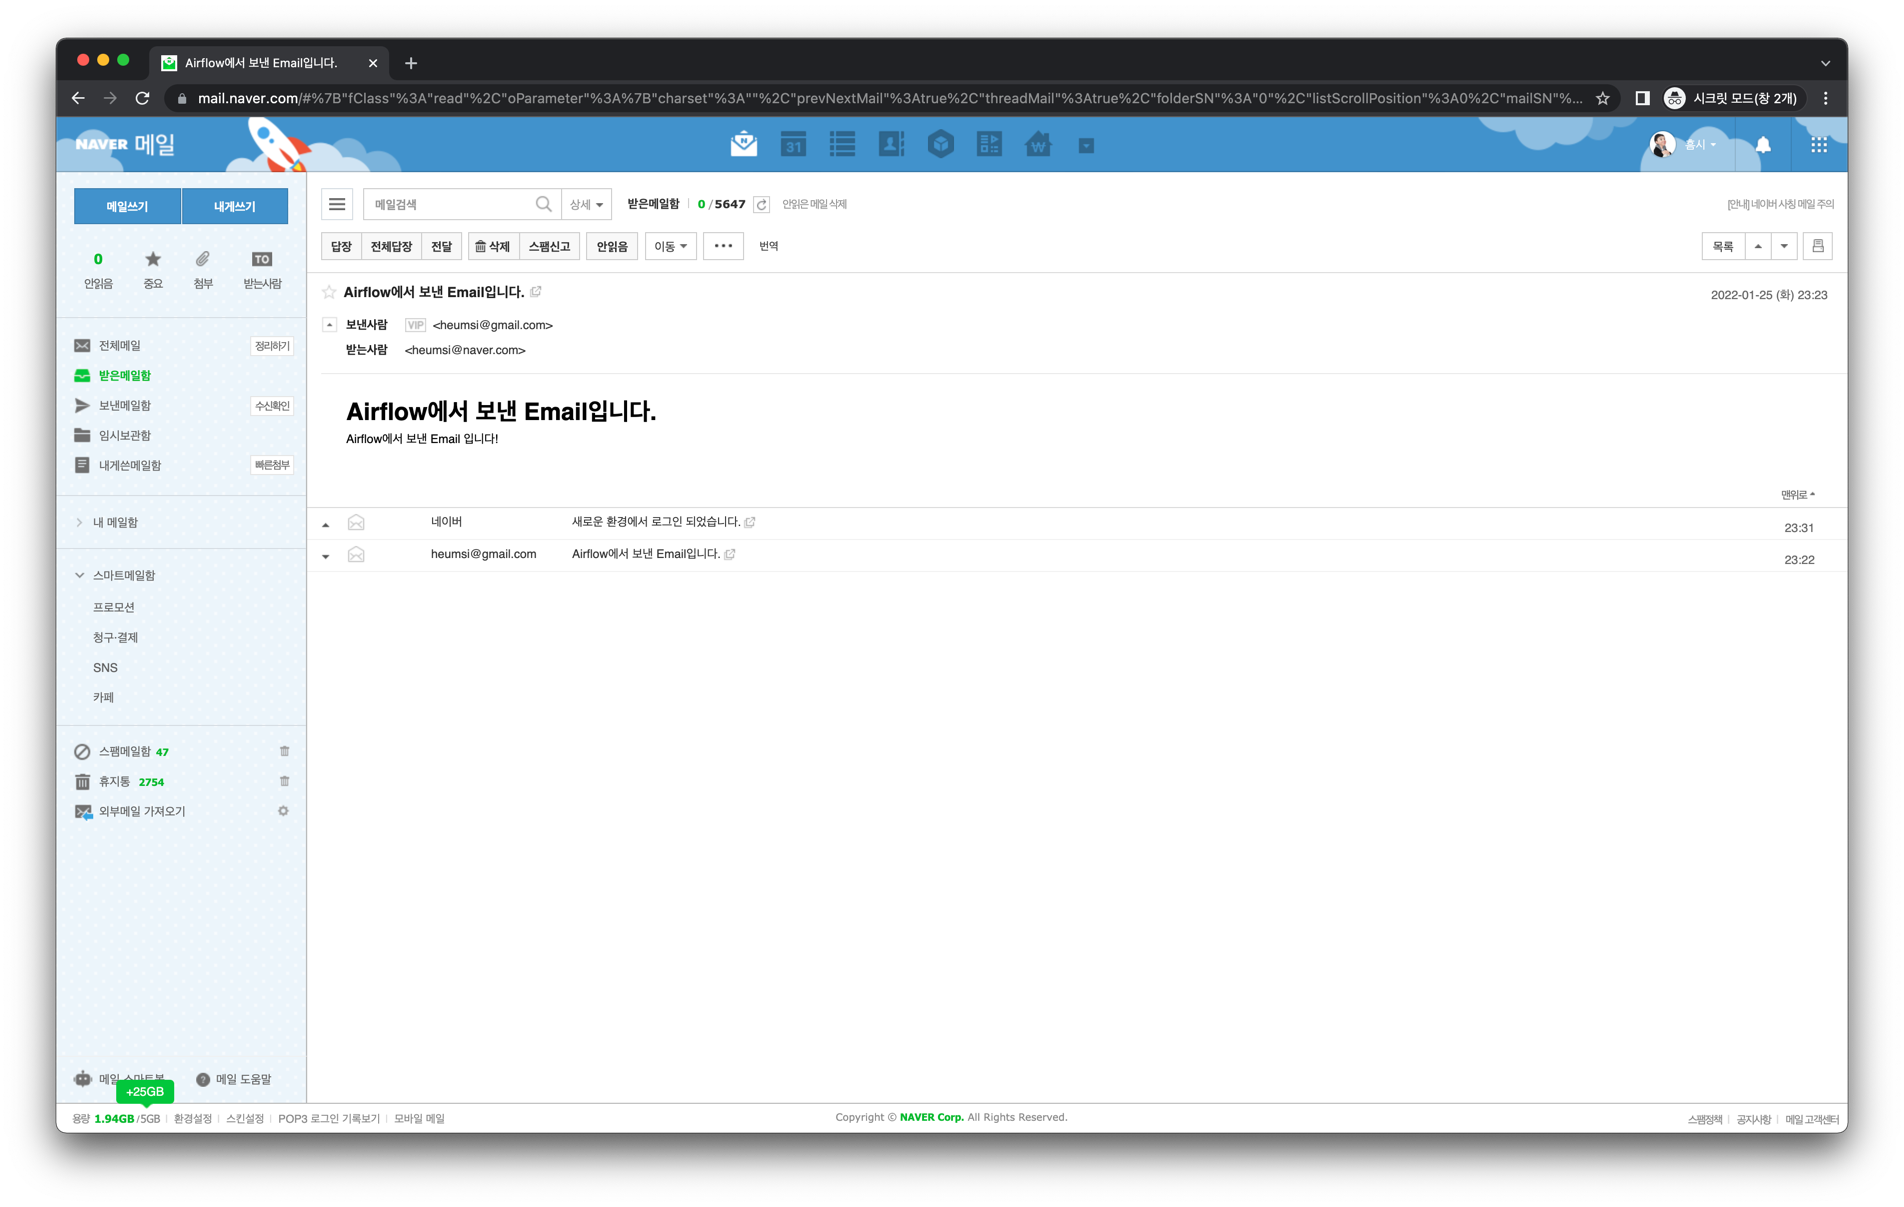 Airflow에서 보낸 Email입니다.
mail.naver.com/#%7B"fClass"%3A"read"%2C"oParameter"%3A%7B"charset"%3A""%2C"prevNextMail"%3Atrue%2C"threadMail"%3Atrue%2C"folderSN"%3A"0"%2C"listScrollPosition"%3A0%2C"mailSN"%... 시크릿 모드(창 2개)
NAVER 메일 31 흠시
메일쓰기 내게쓰기
메일검색 상세 받은메일함 0 / 5647 안읽은 메일 삭제 [안내] 네이버 사칭 메일 주의
답장 전체답장 전달 삭제 스팸신고 안읽음 이동 ••• 번역 목록
0 TO
안읽음 중요 첨부 받는사람
Airflow에서 보낸 Email입니다. 2022-01-25 (화) 23:23
보낸사람 VIP <heumsi@gmail.com>
받는사람 <heumsi@naver.com>
전체메일 정리하기
받은메일함
보낸메일함 수신확인
임시보관함
내게쓴메일함 빠른첨부
Airflow에서 보낸 Email입니다.
Airflow에서 보낸 Email 입니다!
맨위로
네이버 새로운 환경에서 로그인 되었습니다. 23:31
heumsi@gmail.com Airflow에서 보낸 Email입니다. 23:22
내 메일함
스마트메일함
프로모션
청구·결제
SNS
카페
스팸메일함 47
휴지통 2754
외부메일 가져오기
메일 스마트봇 메일 도움말
+25GB
용량 1.94GB/5GB 환경설정 스킨설정 POP3 로그인 기록보기 모바일 메일 Copyright © NAVER Corp. All Rights Reserved. 스팸정책 공지사항 메일 고객센터